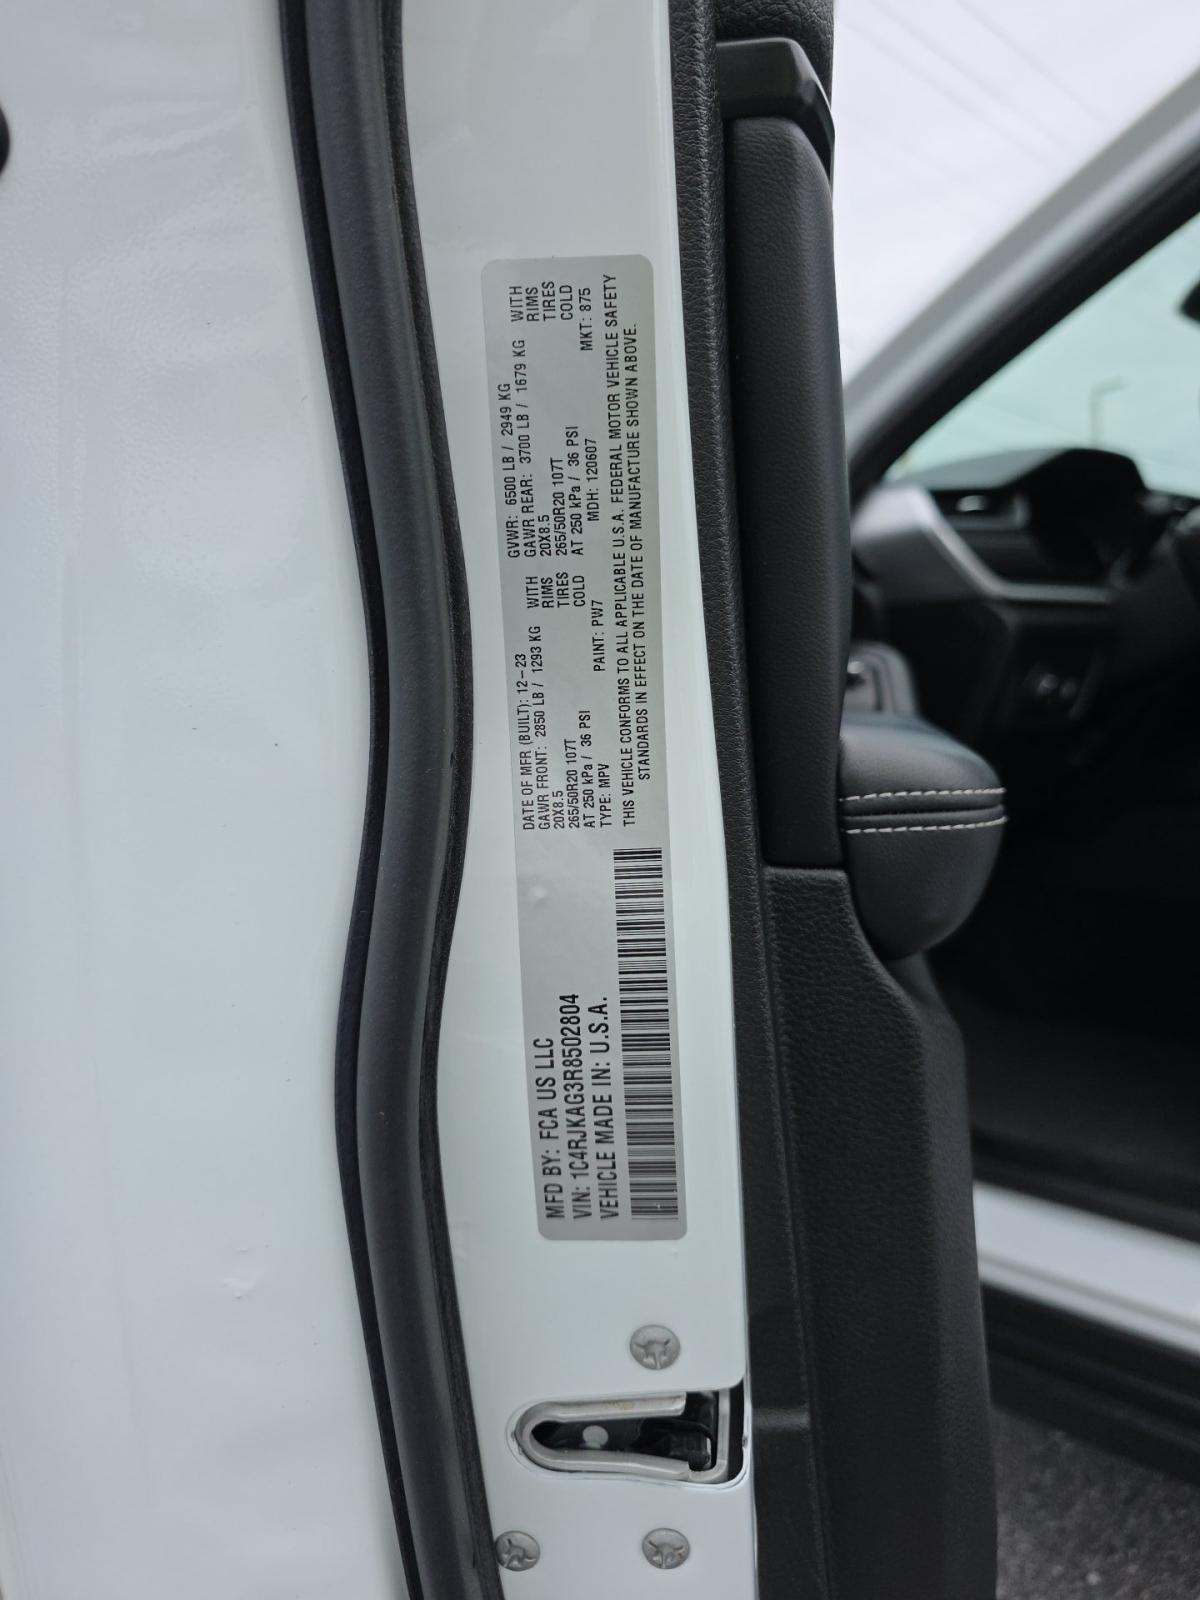 MFD BY: FCA US LLC
VIN: 1C4RJKAG3R8502804
VEHICLE MADE IN: U.S.A.
DATE OF MFR (BUILT): 12-23 GVWR: 6500 LB / 2949 KG
GAWR FRONT: 2850 LB / 1293 KG WITH GAWR REAR: 3700 LB / 1679 KG WITH
20X8.5 RIMS 20X8.5 RIMS
265/50R20 107T TIRES 265/50R20 107T TIRES
AT 250 kPa / 36 PSI COLD AT 250 kPa / 36 PSI COLD
TYPE: MPV PAINT: PW7 MDH: 120607 MKT: 875
THIS VEHICLE CONFORMS TO ALL APPLICABLE U.S.A. FEDERAL MOTOR VEHICLE SAFETY
STANDARDS IN EFFECT ON THE DATE OF MANUFACTURE SHOWN ABOVE.